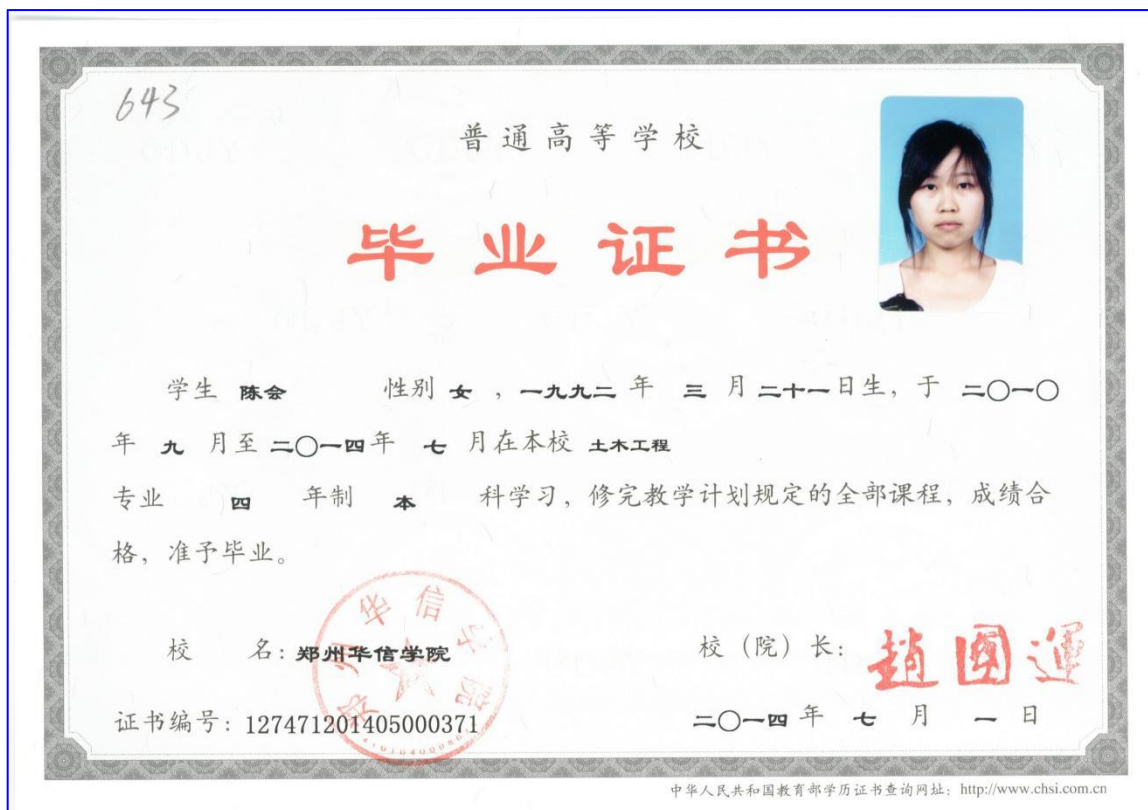 643
普通高等学校
毕业证书
学生 陈会 性别 女 ，一九九二 年 三 月 二十一日生，于 二〇一〇
年 九 月至 二〇一四年 七 月在本校 土木工程
专业 四 年制 本 科学习，修完教学计划规定的全部课程，成绩合
格，准予毕业。
郑州华信学院
校 名：郑州华信学院
校（院）长：趙國運
证书编号：127471201405000371
二〇一四 年 七 月 一 日
中华人民共和国教育部学历证书查询网址：http://www.chsi.com.cn